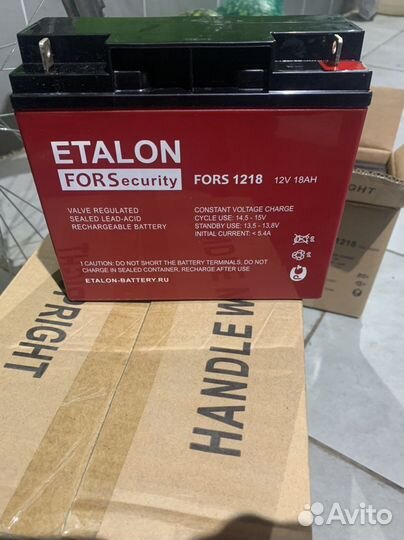 ETALON
FORSecurity
FORS 1218 12V 18AH
VALVE REGULATED
SEALED LEAD-ACID
RECHARGEABLE BATTERY
CONSTANT VOLTAGE CHARGE
CYCLE USE: 14.5 - 15V
STANDBY USE: 13,5 - 13,8V
INITIAL CURRENT: < 5.4A
! CAUTION: DO NOT SHORT THE BATTERY TERMINALS. DO NOT
CHARGE IN SEALED CONTAINER, RECHARGE AFTER USE
ETALON-BATTERY.RU
RIGHT
1218
PRIGHT
HANDLE W
Avito